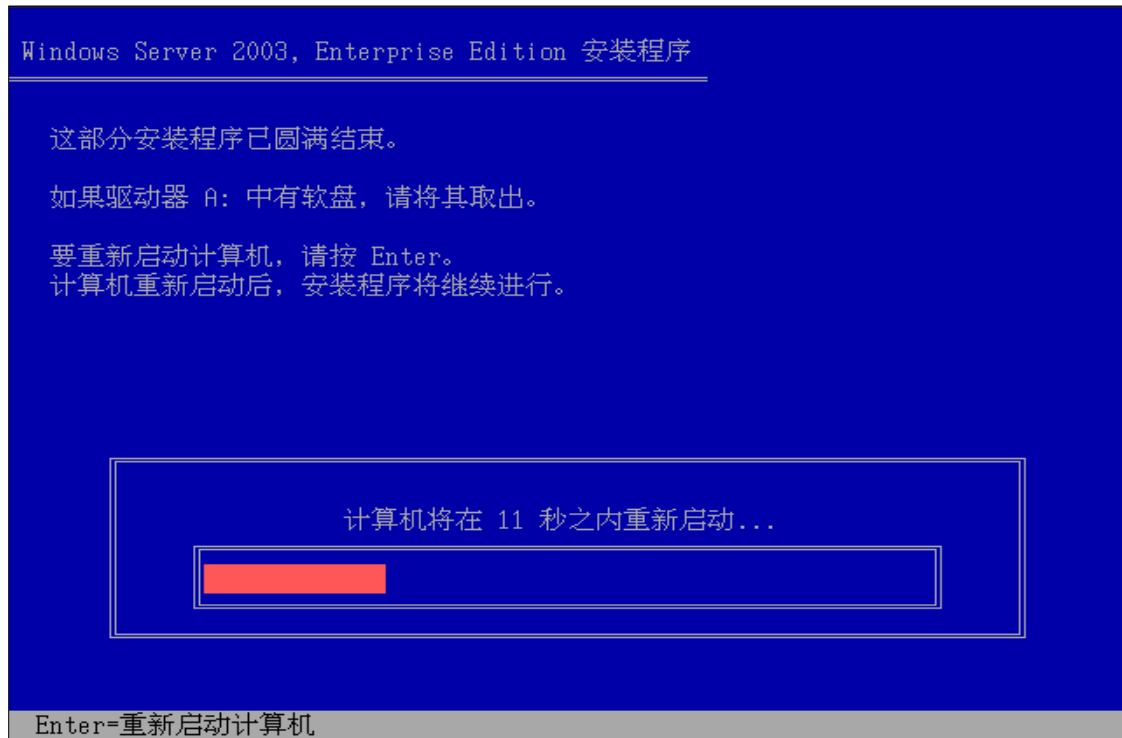 Windows Server 2003, Enterprise Edition 安装程序
这部分安装程序已圆满结束。
如果驱动器 A: 中有软盘，请将其取出。
要重新启动计算机，请按 Enter。
计算机重新启动后，安装程序将继续进行。
计算机将在 11 秒之内重新启动...
Enter=重新启动计算机